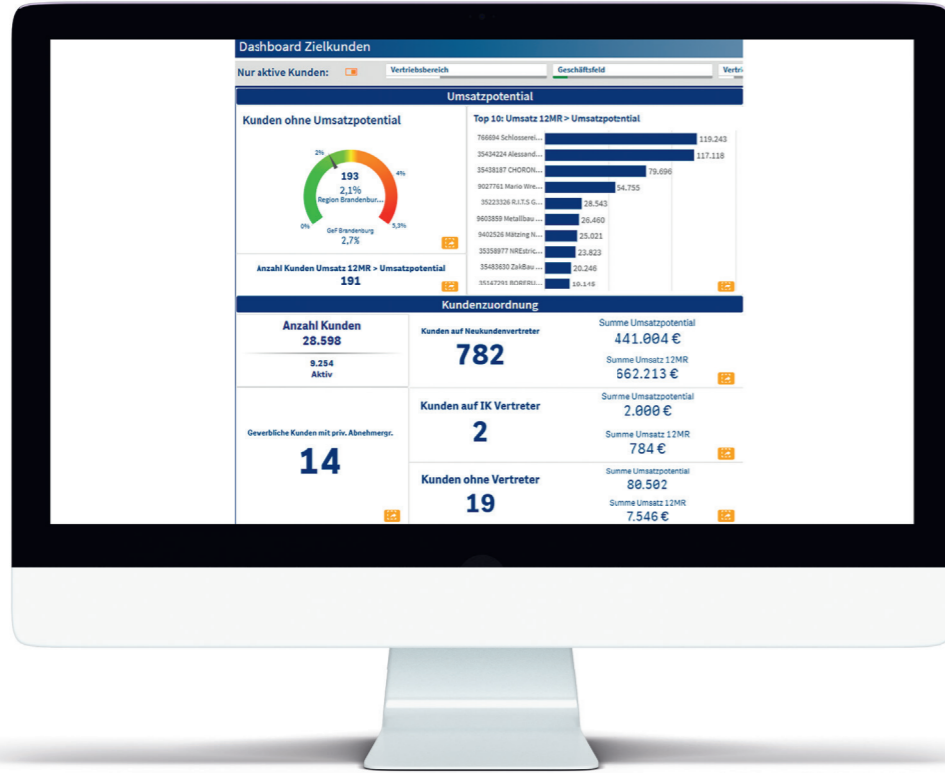 Dashboard Zielkunden
Nur aktive Kunden:
Vertriebsbereich
Geschäftsfeld
Vertri
Umsatzpotential
Kunden ohne Umsatzpotential
2%
4%
193
2,1%
Region Brandenbur...
0%
5,3%
GeF Brandenburg
2,7%
Anzahl Kunden Umsatz 12MR > Umsatzpotential
191
Top 10: Umsatz 12MR > Umsatzpotential
766694 Schlosserei... 119.243
35434224 Alessand... 117.118
35438187 CHORON... 79.696
9027761 Mario Wre... 54.755
35223326 R.I.T.S G... 28.543
9603859 Metallbau ... 26.460
9402526 Mätzing N... 25.021
35358977 NREstric... 23.823
35483630 ZakBau ... 20.246
35147291 BOBERU...
Kundenzuordnung
Anzahl Kunden
28.598
9.254
Aktiv
Kunden auf Neukundenvertreter
782
Summe Umsatzpotential
441.004 €
Summe Umsatz 12MR
662.213 €
Gewerbliche Kunden mit priv. Abnehmergr.
14
Kunden auf IK Vertreter
2
Summe Umsatzpotential
2.000 €
Summe Umsatz 12MR
784 €
Kunden ohne Vertreter
19
Summe Umsatzpotential
80.502
Summe Umsatz 12MR
7.546 €